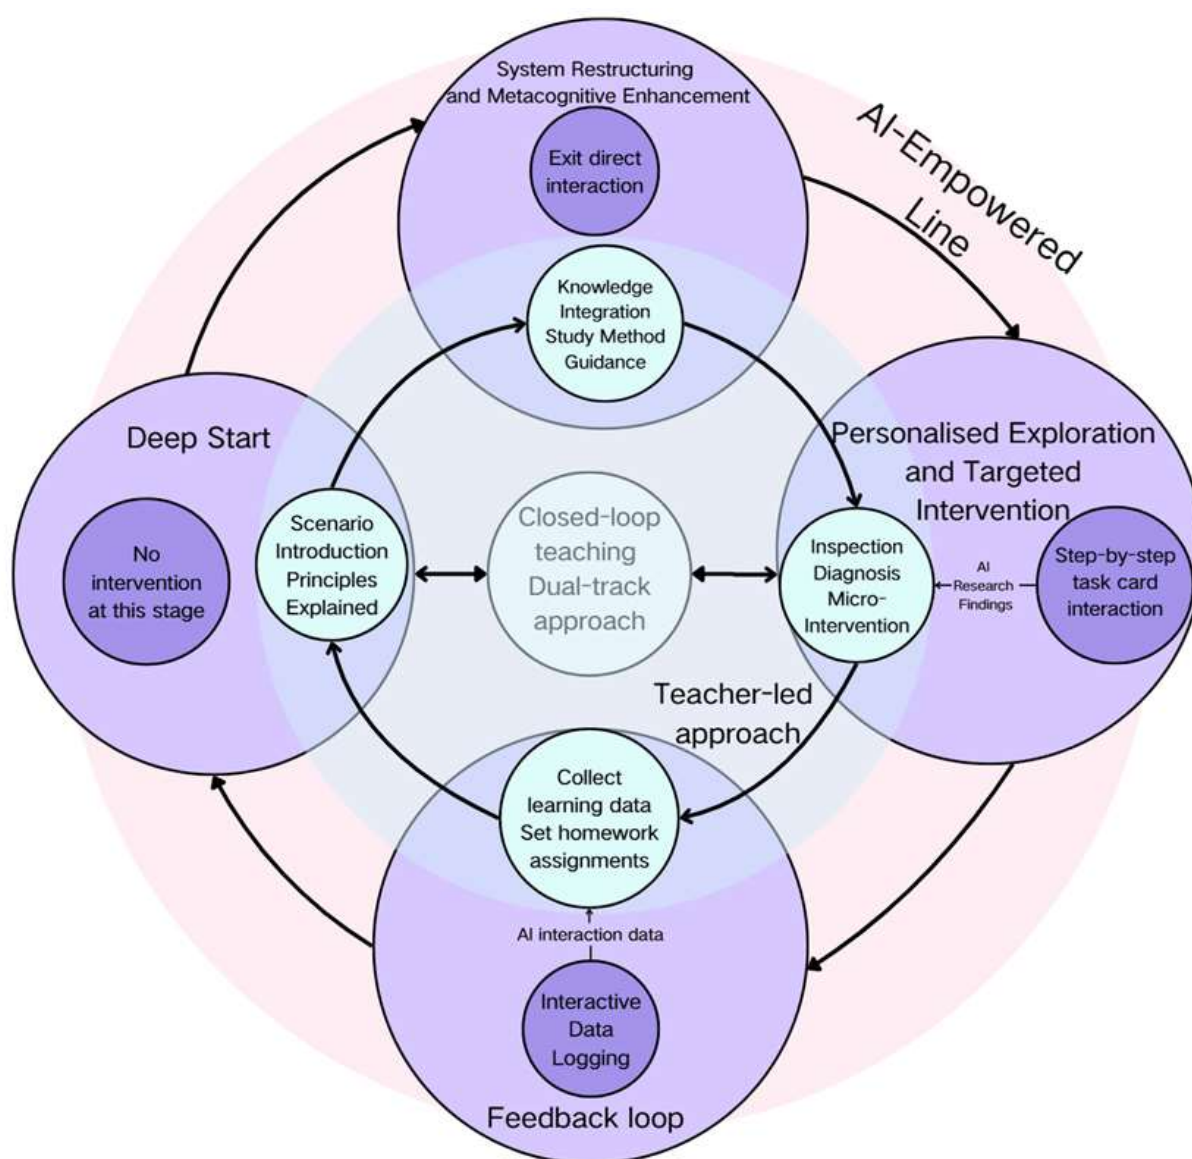 System Restructuring
and Metacognitive Enhancement
Exit direct
interaction
AI-Empowered
Line
Knowledge
Integration
Study Method
Guidance
Deep Start
No
intervention
at this stage
Scenario
Introduction
Principles
Explained
Closed-loop
teaching
Dual-track
approach
Personalised Exploration
and Targeted
Intervention
Inspection
Diagnosis
Micro-
Intervention
AI
Research
Findings
Step-by-step
task card
interaction
Teacher-led
approach
Collect
learning data
Set homework
assignments
AI interaction data
Interactive
Data
Logging
Feedback loop